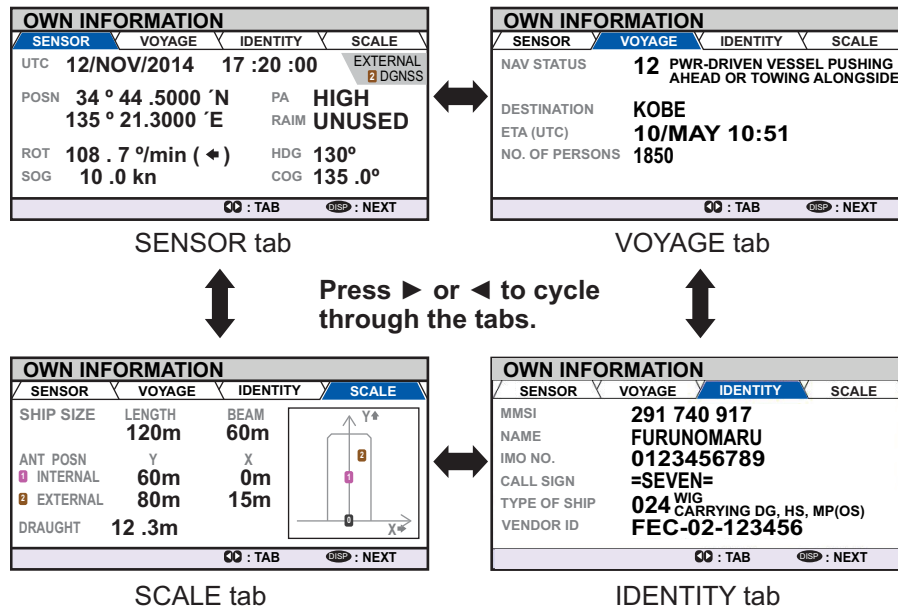 OWN INFORMATION
SENSOR VOYAGE IDENTITY SCALE
UTC 12/NOV/2014 17 :20 :00 EXTERNAL
2 DGNSS
POSN 34 º 44 .5000 ´N PA HIGH
135 º 21.3000 ´E RAIM UNUSED
ROT 108 . 7 º/min ( ← ) HDG 130º
SOG 10 .0 kn COG 135 .0º
: TAB DISP : NEXT
SENSOR tab
OWN INFORMATION
SENSOR VOYAGE IDENTITY SCALE
NAV STATUS 12 PWR-DRIVEN VESSEL PUSHING
AHEAD OR TOWING ALONGSIDE
DESTINATION KOBE
ETA (UTC) 10/MAY 10:51
NO. OF PERSONS 1850
: TAB DISP : NEXT
VOYAGE tab
Press ► or ◄ to cycle
through the tabs.
OWN INFORMATION
SENSOR VOYAGE IDENTITY SCALE
SHIP SIZE LENGTH BEAM
120m 60m
ANT POSN Y X
1 INTERNAL 60m 0m
2 EXTERNAL 80m 15m
DRAUGHT 12 .3m
Y
2
1
0
X
: TAB DISP : NEXT
SCALE tab
OWN INFORMATION
SENSOR VOYAGE IDENTITY SCALE
MMSI 291 740 917
NAME FURUNOMARU
IMO NO. 0123456789
CALL SIGN =SEVEN=
TYPE OF SHIP 024 WIG
CARRYING DG, HS, MP(OS)
VENDOR ID FEC-02-123456
: TAB DISP : NEXT
IDENTITY tab